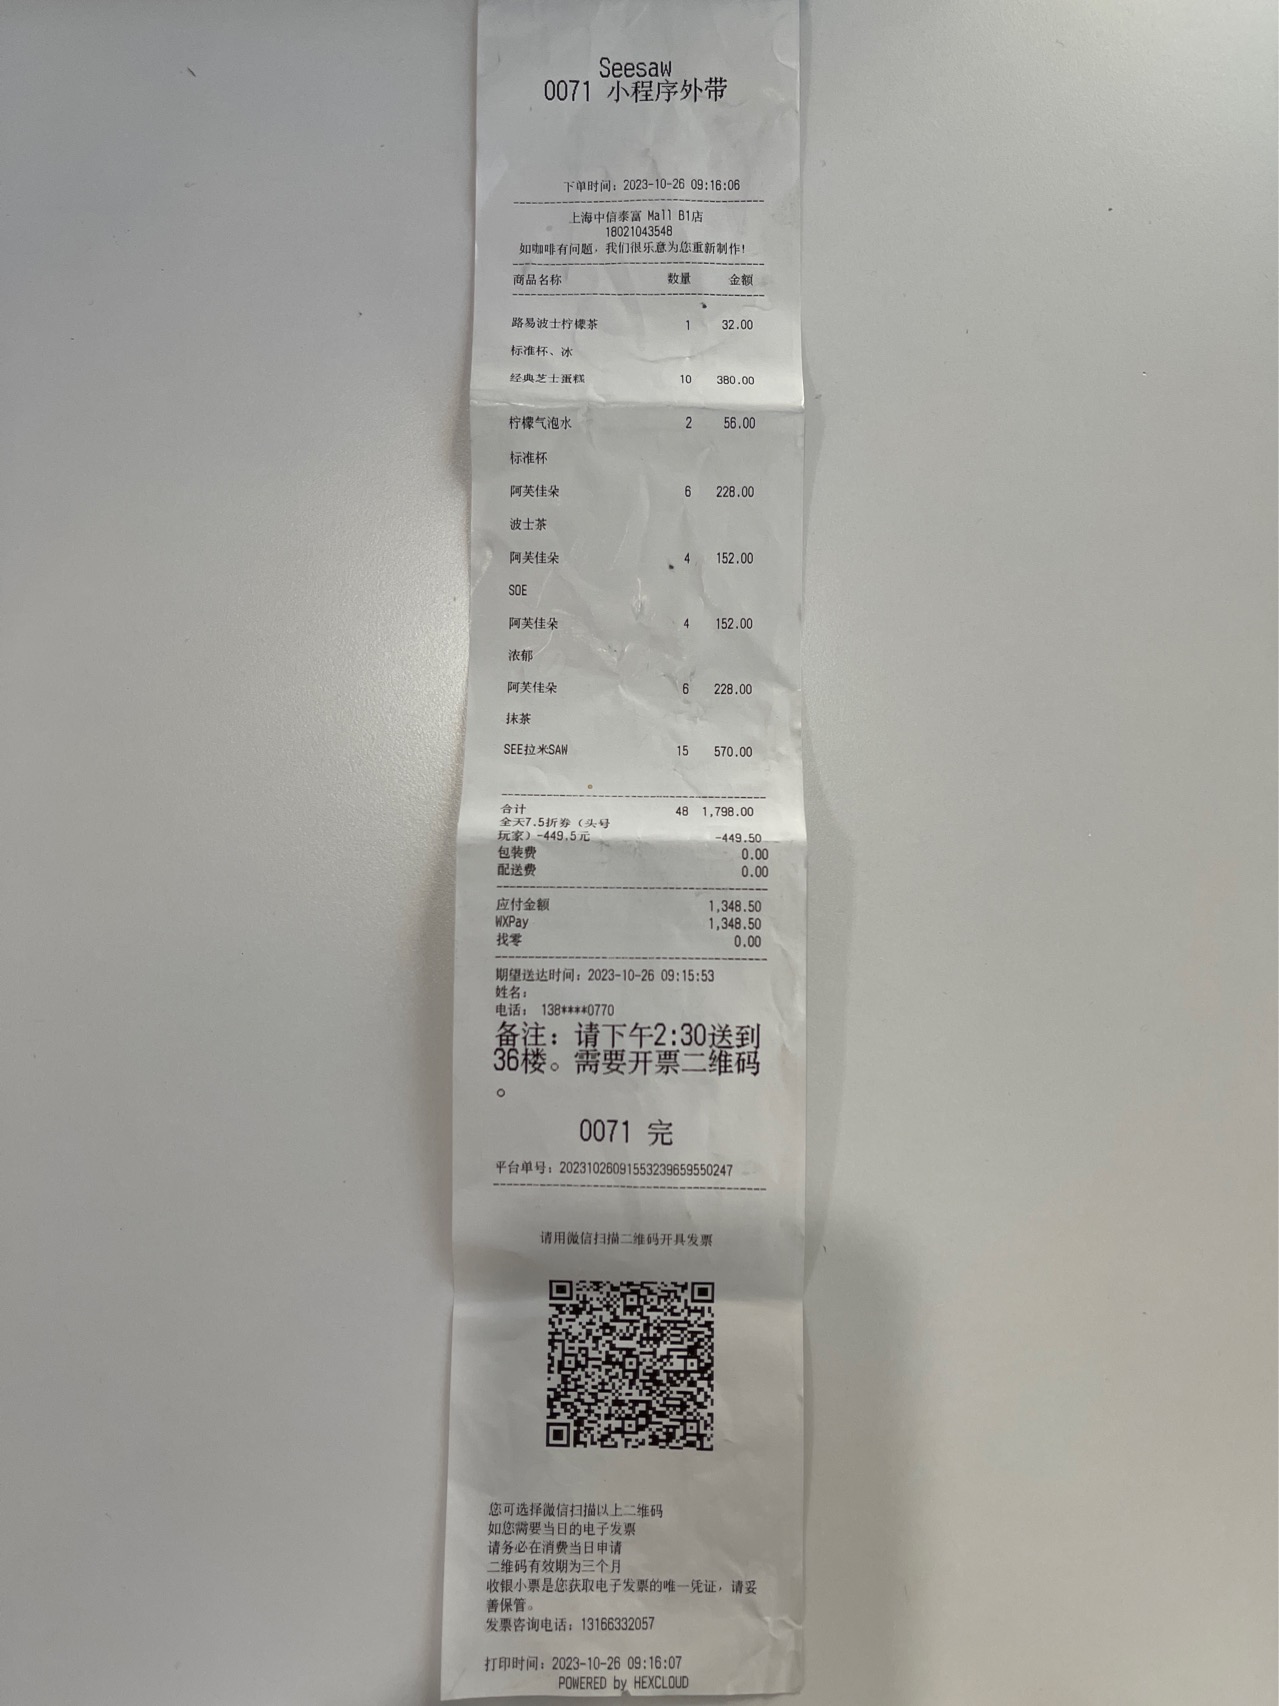 Seesaw
0071 小程序外带
下单时间：2023-10-26 09:16:06
上海中信泰富 Mall B1店
18021043548
如咖啡有问题，我们很乐意为您重新制作!
商品名称 数量 金额
路易波士柠檬茶 1 32.00
标准杯、冰
经典芝士蛋糕 10 380.00
柠檬气泡水 2 56.00
标准杯
阿芙佳朵 6 228.00
波士茶
阿芙佳朵 4 152.00
SOE
阿芙佳朵 4 152.00
浓郁
阿芙佳朵 6 228.00
抹茶
SEE拉米SAW 15 570.00
合计 48 1,798.00
全天7.5折券（头号
玩家）-449.5元 -449.50
包装费 0.00
配送费 0.00
应付金额 1,348.50
WXPay 1,348.50
找零 0.00
期望送达时间：2023-10-26 09:15:53
姓名：
电话： 138****0770
备注：请下午2:30送到
36楼。需要开票二维码
。
0071 完
平台单号：20231026091553239659550247
请用微信扫描二维码开具发票
您可选择微信扫描以上二维码
如您需要当日的电子发票
请务必在消费当日申请
二维码有效期为三个月
收银小票是您获取电子发票的唯一凭证，请妥
善保管。
发票咨询电话：13166332057
打印时间：2023-10-26 09:16:07
POWERED by HEXCLOUD